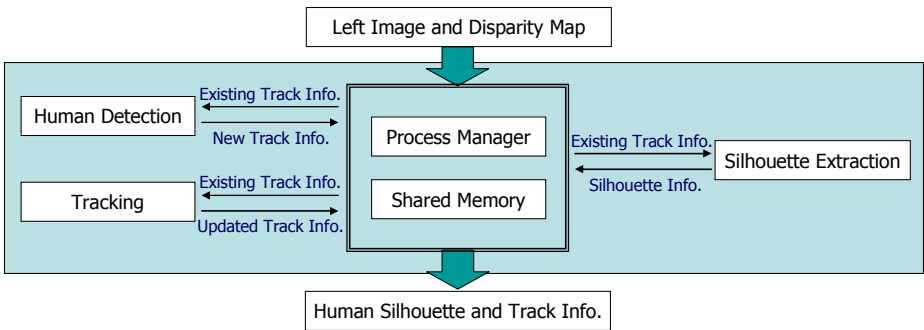 Left Image and Disparity Map
Existing Track Info.
Human Detection
New Track Info.
Process Manager
Existing Track Info.
Silhouette Extraction
Silhouette Info.
Existing Track Info.
Tracking
Shared Memory
Updated Track Info.
Human Silhouette and Track Info.